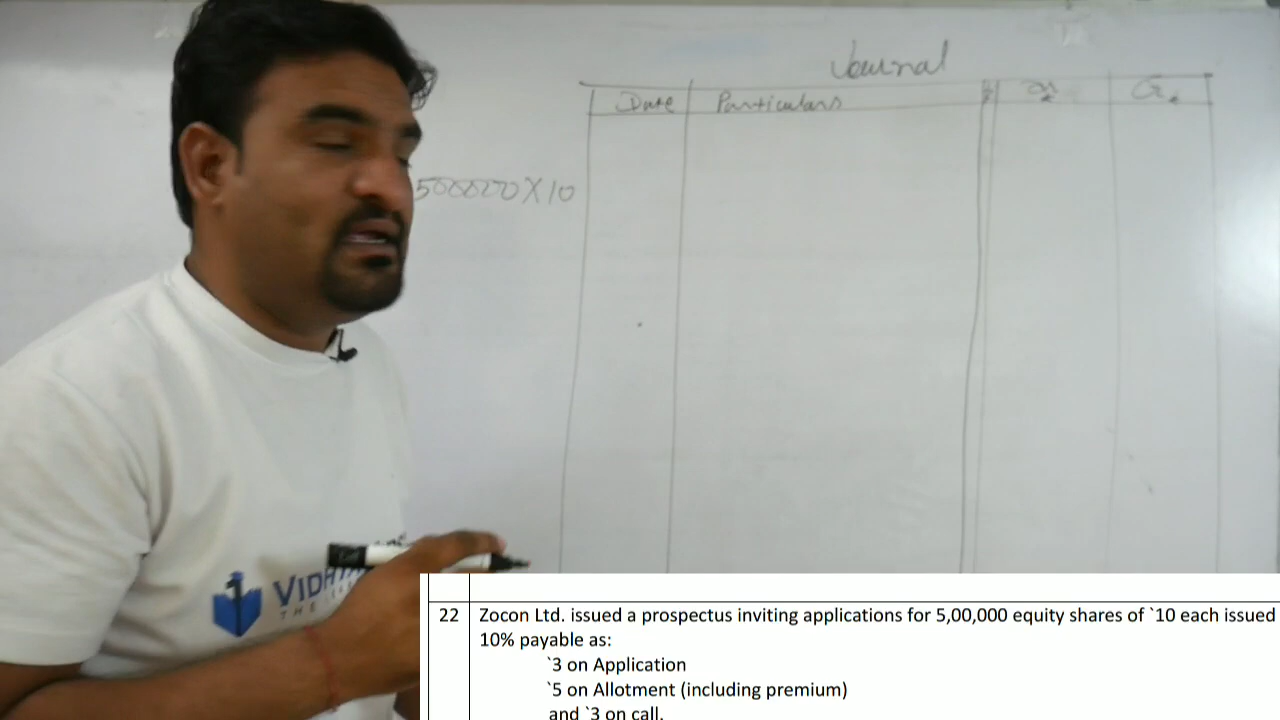 Journal
Date Particulars Dr. Cr.
500000 X 10
VIDHYA
THE
22 Zocon Ltd. issued a prospectus inviting applications for 5,00,000 equity shares of `10 each issued
10% payable as:
`3 on Application
`5 on Allotment (including premium)
and `3 on call.